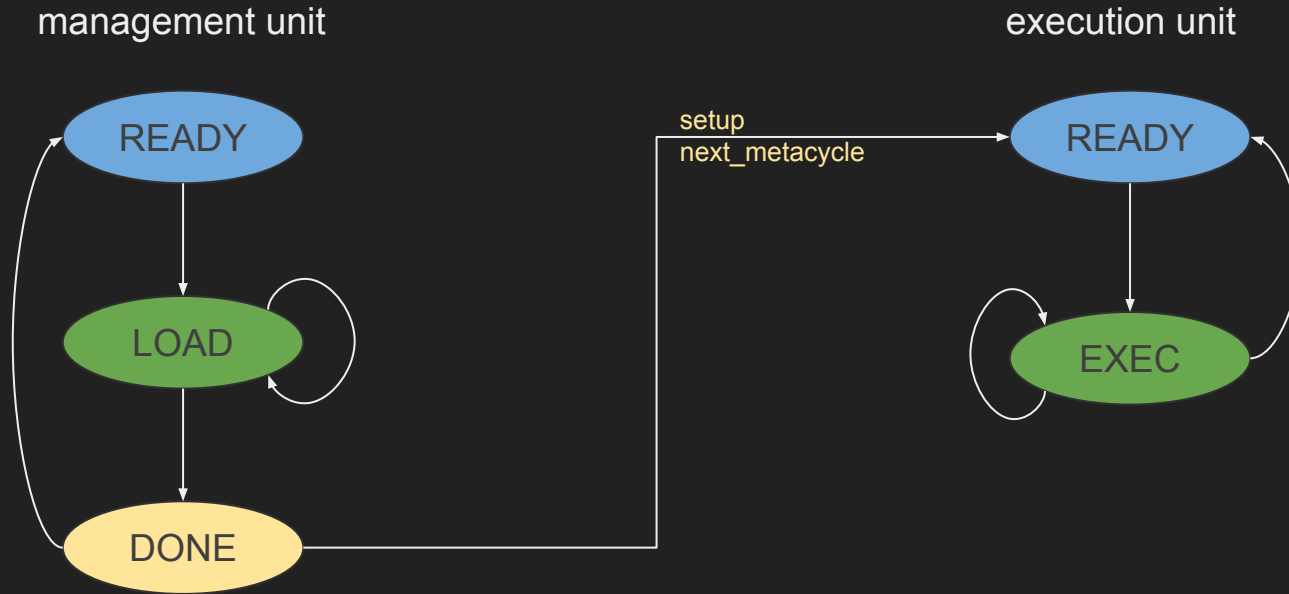 management unit
execution unit
READY
setup
next_metacycle
READY
LOAD
EXEC
DONE